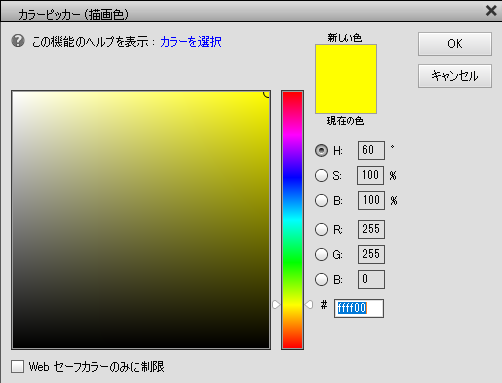 カラーピッカー (描画色)
この機能のヘルプを表示 : カラーを選択
新しい色
現在の色
OK
キャンセル
H: 60 °
S: 100 %
B: 100 %
R: 255
G: 255
B: 0
# ffff00
Web セーフカラーのみに制限